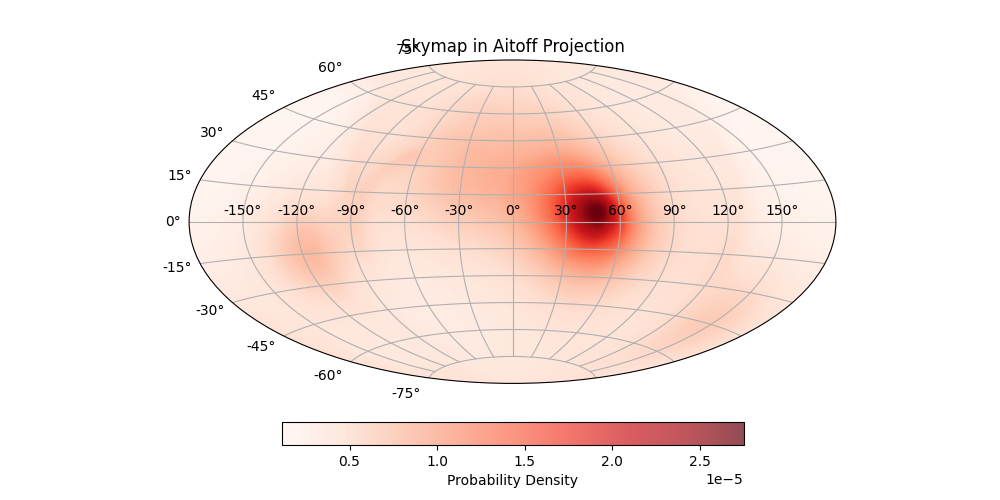 Skymap in Aitoff Projection
75°
60°
45°
30°
15°
-150° -120° -90° -60° -30° 0° 30° 60° 90° 120° 150°
0°
-15°
-30°
-45°
-60°
-75°
0.5 1.0 1.5 2.0 2.5
1e−5
Probability Density